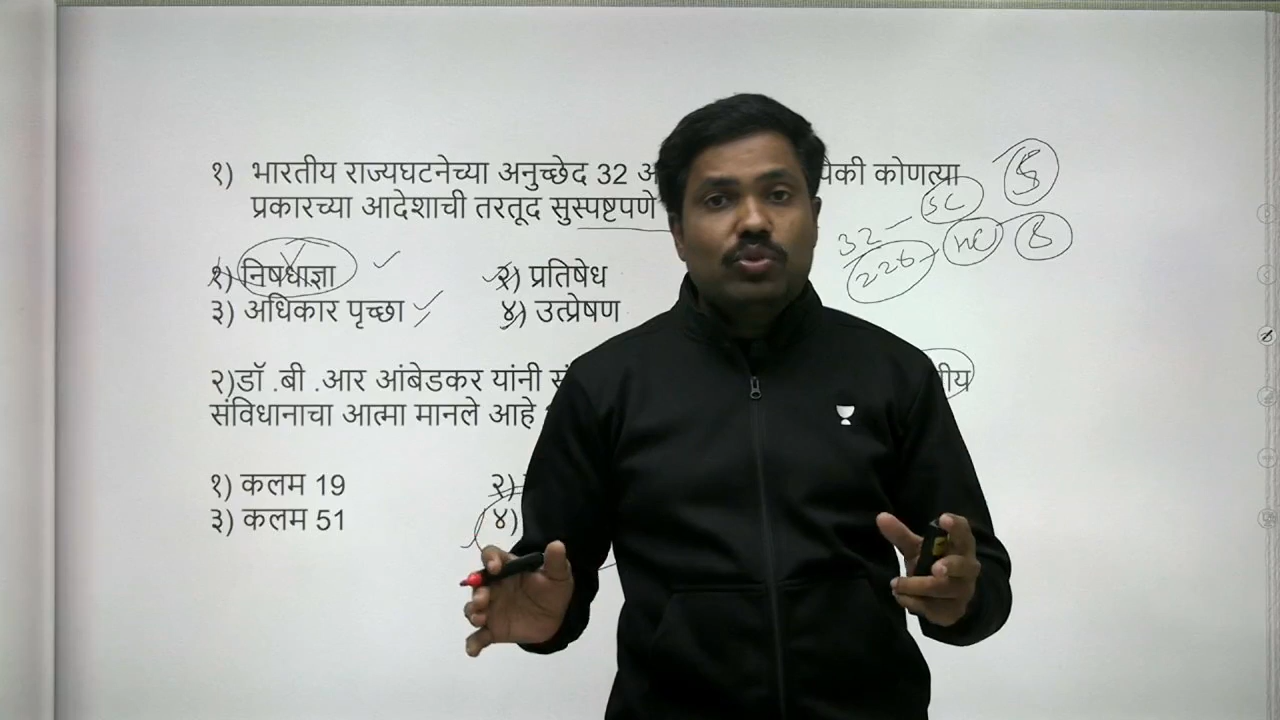 १) भारतीय राज्यघटनेच्या अनुच्छेद 32 कोणत्या
प्रकारच्या आदेशाची तरतूद सुस्पष्टपणे
१) निषधाज्ञा २) प्रतिषेध
३) अधिकार पृच्छा ४) उत्प्रेषण
5
32 - SC
226 - HC
२)डॉ .बी .आर आंबेडकर यांनी
संविधानाचा आत्मा मानले आहे
१) कलम 19 २)
३) कलम 51 ४)